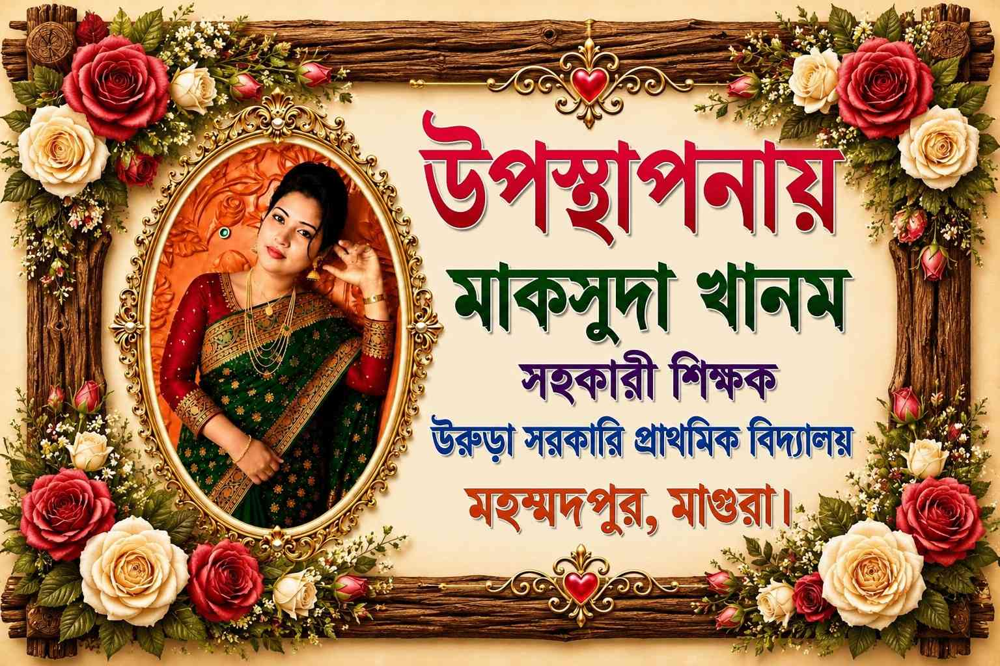 উপস্থাপনায়
মাকসুদা খানম
সহকারী শিক্ষক
উরুড়া সরকারি প্রাথমিক বিদ্যালয়
মহম্মদপুর, মাগুরা।